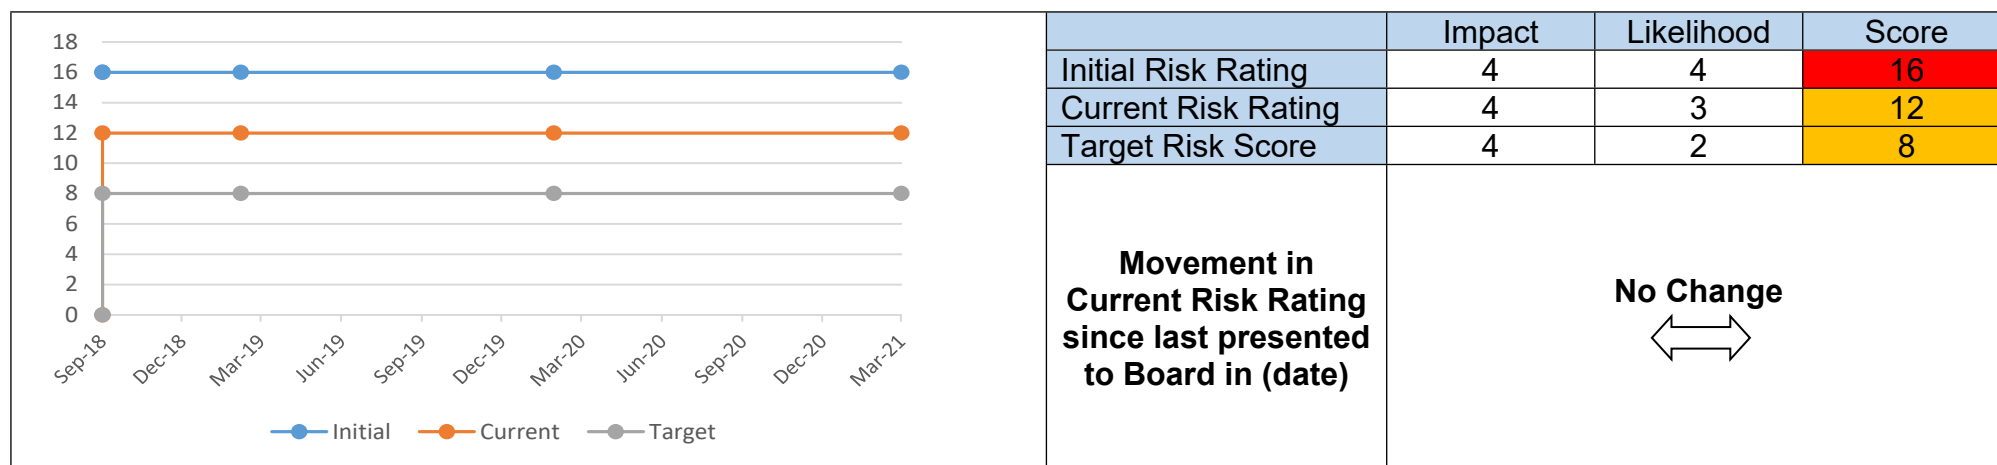 18
16
14
12
10
8
6
4
2
0
Sep-18
Dec-18
Mar-19
Jun-19
Sep-19
Dec-19
Mar-20
Jun-20
Sep-20
Dec-20
Mar-21
Initial Current Target
Impact Likelihood Score
Initial Risk Rating 4 4 16
Current Risk Rating 4 3 12
Target Risk Score 4 2 8
Movement in
Current Risk Rating
since last presented
to Board in (date)
No Change